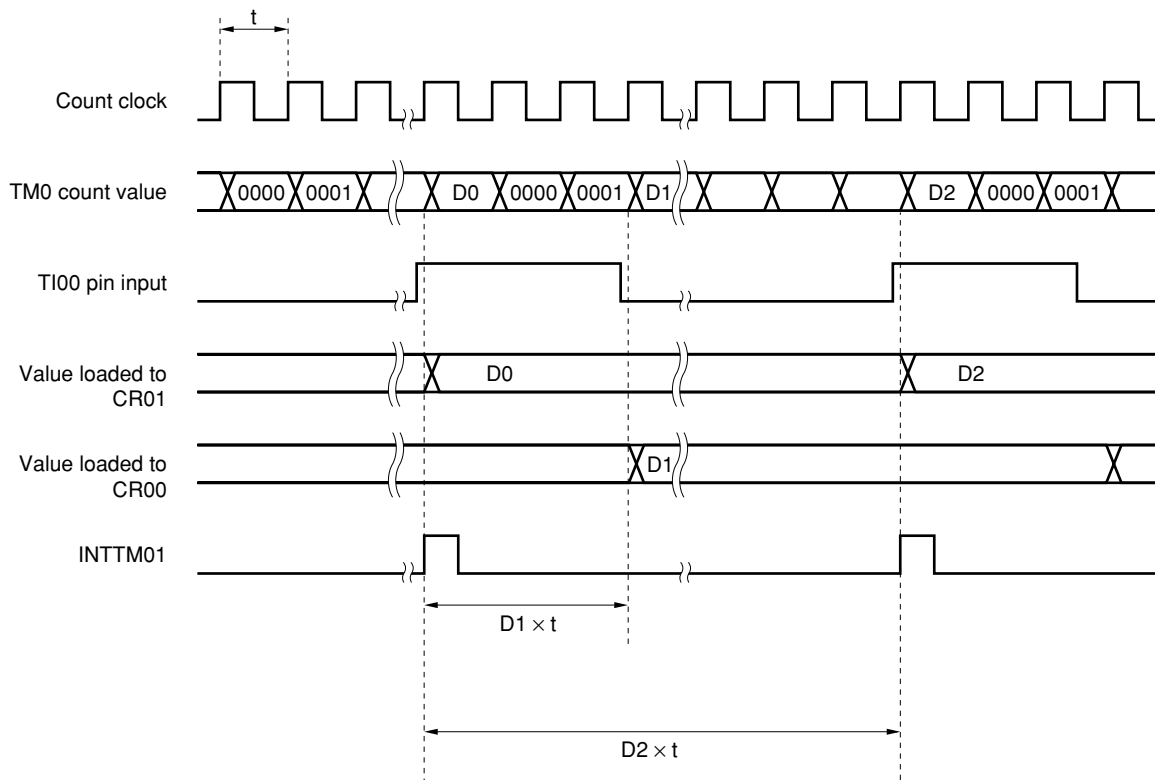 t
Count clock
TM0 count value
0000 0001 D0 0000 0001 D1 D2 0000 0001
TI00 pin input
Value loaded to
CR01
D0 D2
Value loaded to
CR00
D1
INTTM01
D1 × t
D2 × t